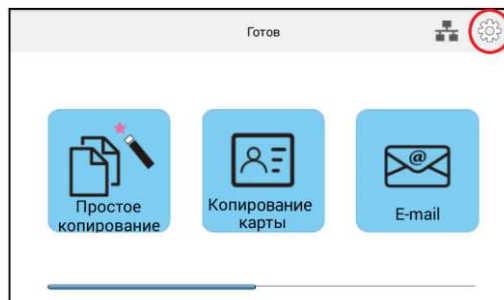 Готов
Простое
копирование
Копирование
карты
@
E-mail